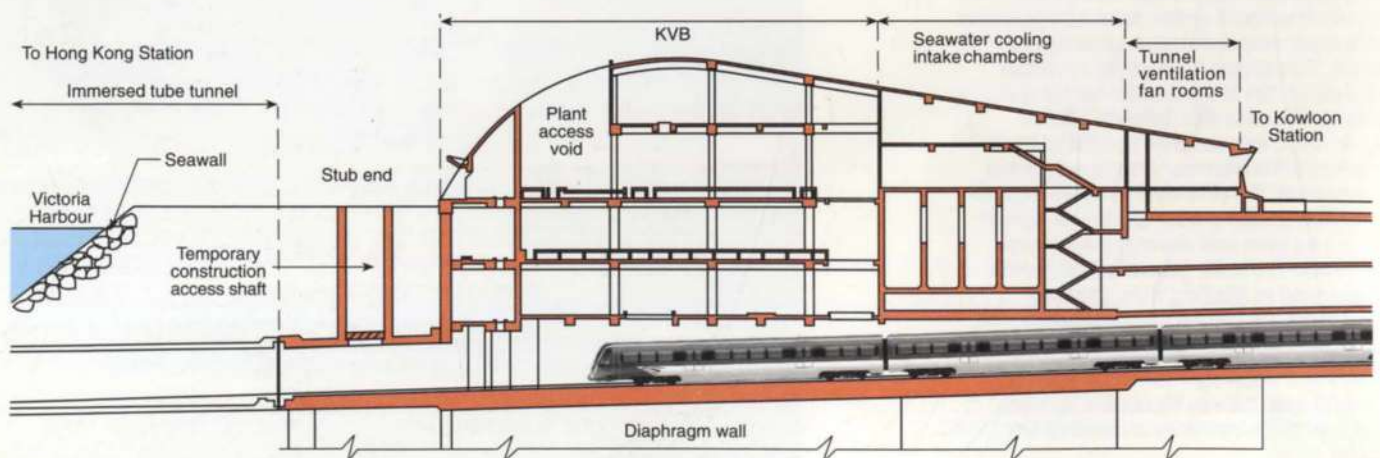 To Hong Kong Station
Immersed tube tunnel
Seawall
Victoria
Harbour
Stub end
Temporary
construction
access shaft
KVB
Plant
access
void
Seawater cooling
intake chambers
Tunnel
ventilation
fan rooms
To Kowloon
Station
Diaphragm wall